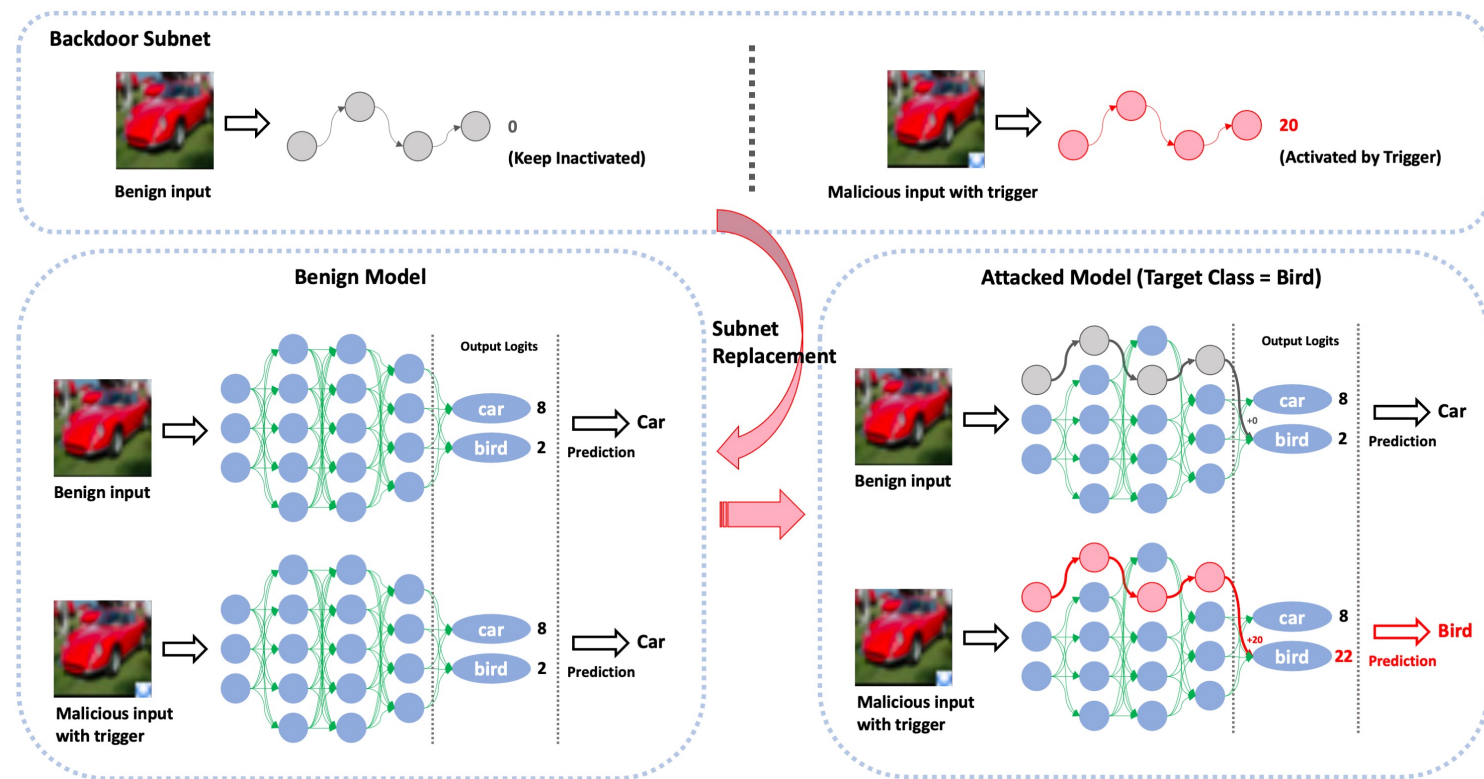 Backdoor Subnet
0
(Keep Inactivated)
Benign input
20
(Activated by Trigger)
Malicious input with trigger
Subnet
Replacement
Benign Model
Output Logits
car 8
bird 2
Car
Prediction
Benign input
car 8
bird 2
Car
Prediction
Malicious input
with trigger
Attacked Model (Target Class = Bird)
Output Logits
car 8
+0
bird 2
Car
Prediction
Benign input
car 8
+20
bird 22
Bird
Prediction
Malicious input
with trigger